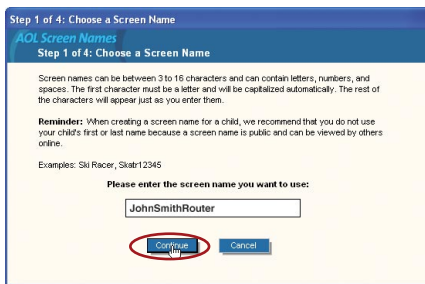 Step 1 of 4: Choose a Screen Name
AOL Screen Names
Step 1 of 4: Choose a Screen Name
Screen names can be between 3 to 16 characters and can contain letters, numbers, and
spaces. The first character must be a letter and will be capitalized automatically. The rest of
the characters will appear just as you enter them.
Reminder: When creating a screen name for a child, we recommend that you do not use
your child's first or last name because a screen name is public and can be viewed by others
online.
Examples: Ski Racer, Skatr12345
Please enter the screen name you want to use:
JohnSmithRouter
Continue Cancel